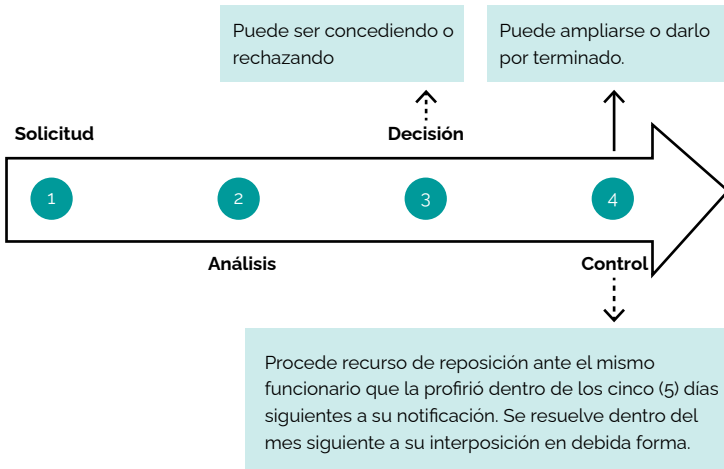 Puede ser concediendo o
rechazando
Puede ampliarse o darlo
por terminado.
Solicitud
Decisión
1
2
3
4
Análisis
Control
Procede recurso de reposición ante el mismo
funcionario que la profirió dentro de los cinco (5) días
siguientes a su notificación. Se resuelve dentro del
mes siguiente a su interposición en debida forma.